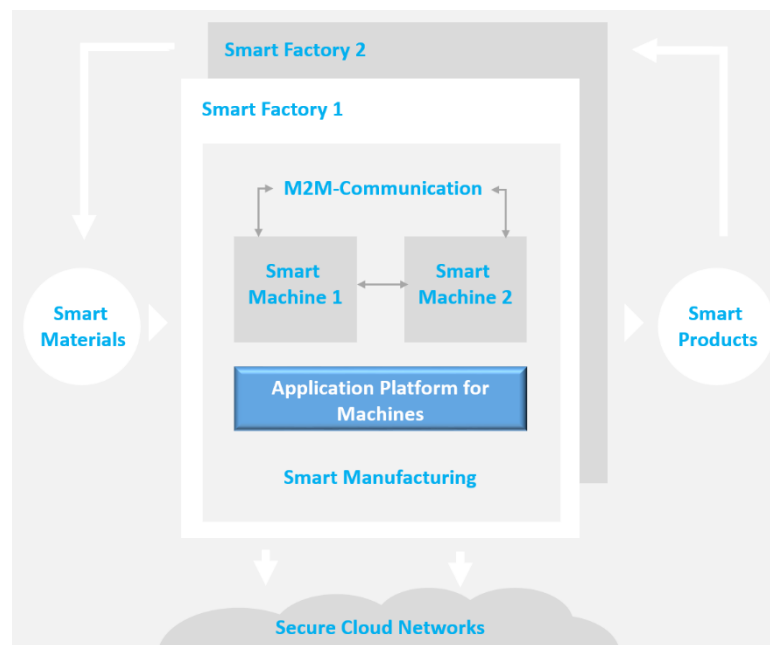 Smart Factory 2
Smart Factory 1
M2M-Communication
Smart
Machine 1
Smart
Machine 2
Smart
Materials
Smart
Products
Application Platform for
Machines
Smart Manufacturing
Secure Cloud Networks